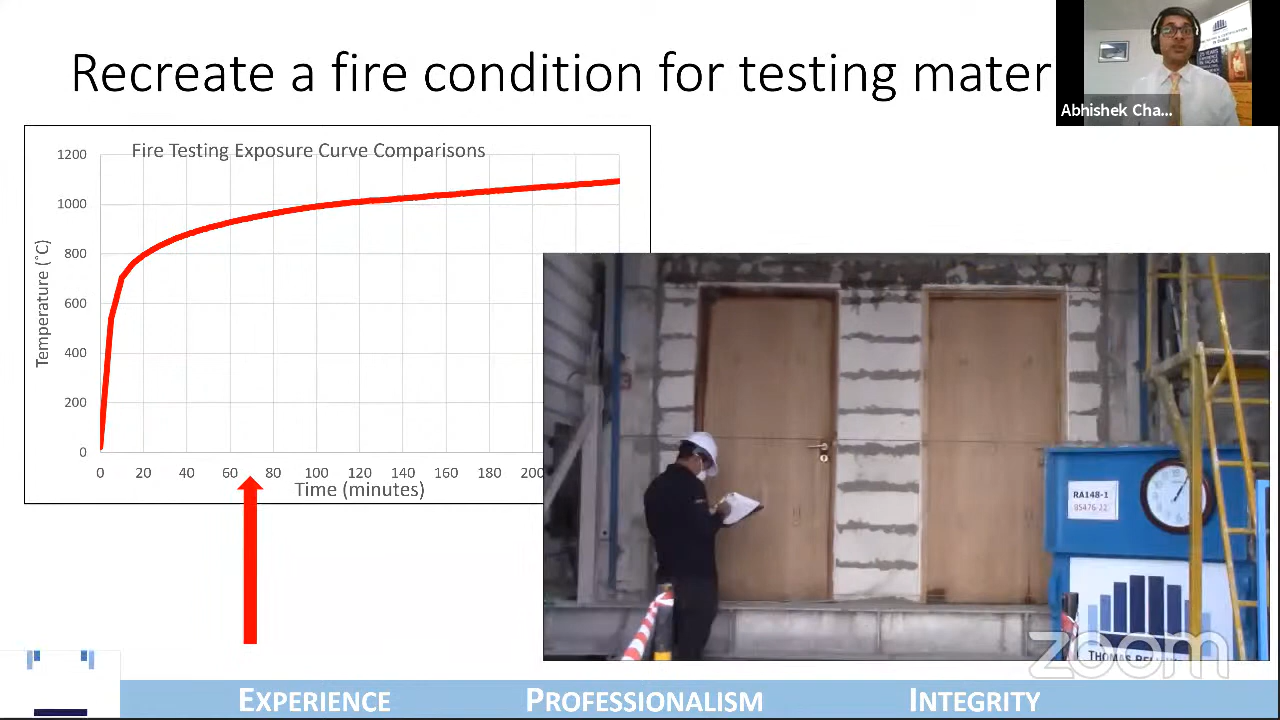 Recreate a fire condition for testing mater
Abhishek Cha...
Fire Testing Exposure Curve Comparisons
1200
1000
800
600
400
200
0
Temperature (°C)
0 20 40 60 80 100 120 140 160 180 200
Time (minutes)
RA148-1
zoom
EXPERIENCE PROFESSIONALISM INTEGRITY